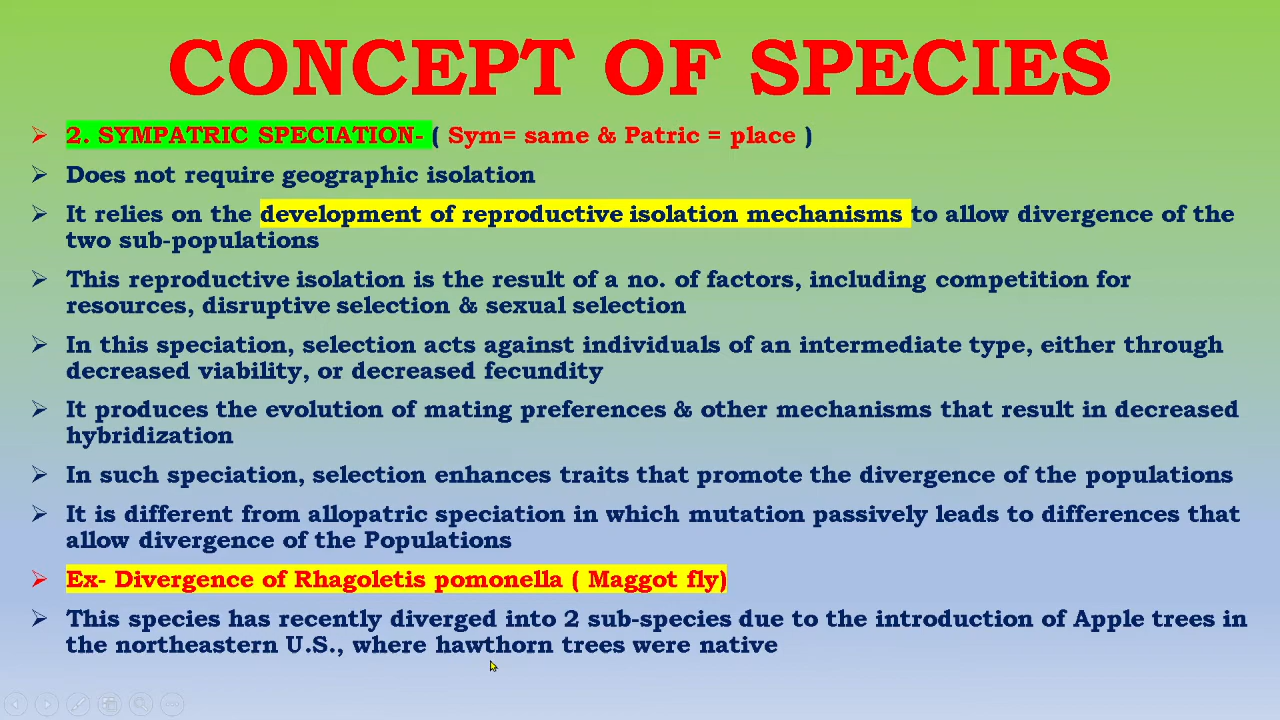 CONCEPT OF SPECIES
➢ 2. SYMPATRIC SPECIATION- ( Sym= same & Patric = place )
➢ Does not require geographic isolation
➢ It relies on the development of reproductive isolation mechanisms to allow divergence of the
two sub-populations
➢ This reproductive isolation is the result of a no. of factors, including competition for
resources, disruptive selection & sexual selection
➢ In this speciation, selection acts against individuals of an intermediate type, either through
decreased viability, or decreased fecundity
➢ It produces the evolution of mating preferences & other mechanisms that result in decreased
hybridization
➢ In such speciation, selection enhances traits that promote the divergence of the populations
➢ It is different from allopatric speciation in which mutation passively leads to differences that
allow divergence of the Populations
➢ Ex- Divergence of Rhagoletis pomonella ( Maggot fly)
➢ This species has recently diverged into 2 sub-species due to the introduction of Apple trees in
the northeastern U.S., where hawthorn trees were native